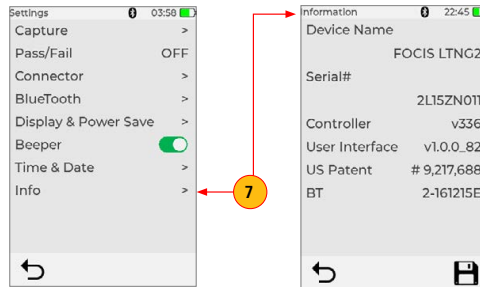 Settings 03:58
Capture >
Pass/Fail OFF
Connector >
BlueTooth >
Display & Power Save >
Beeper
Time & Date >
Info >
7
Information 22:45
Device Name
FOCIS LTNG2
Serial#
2L15ZN011
Controller v336
User Interface v1.0.0_82
US Patent # 9,217,688
BT 2-161215E